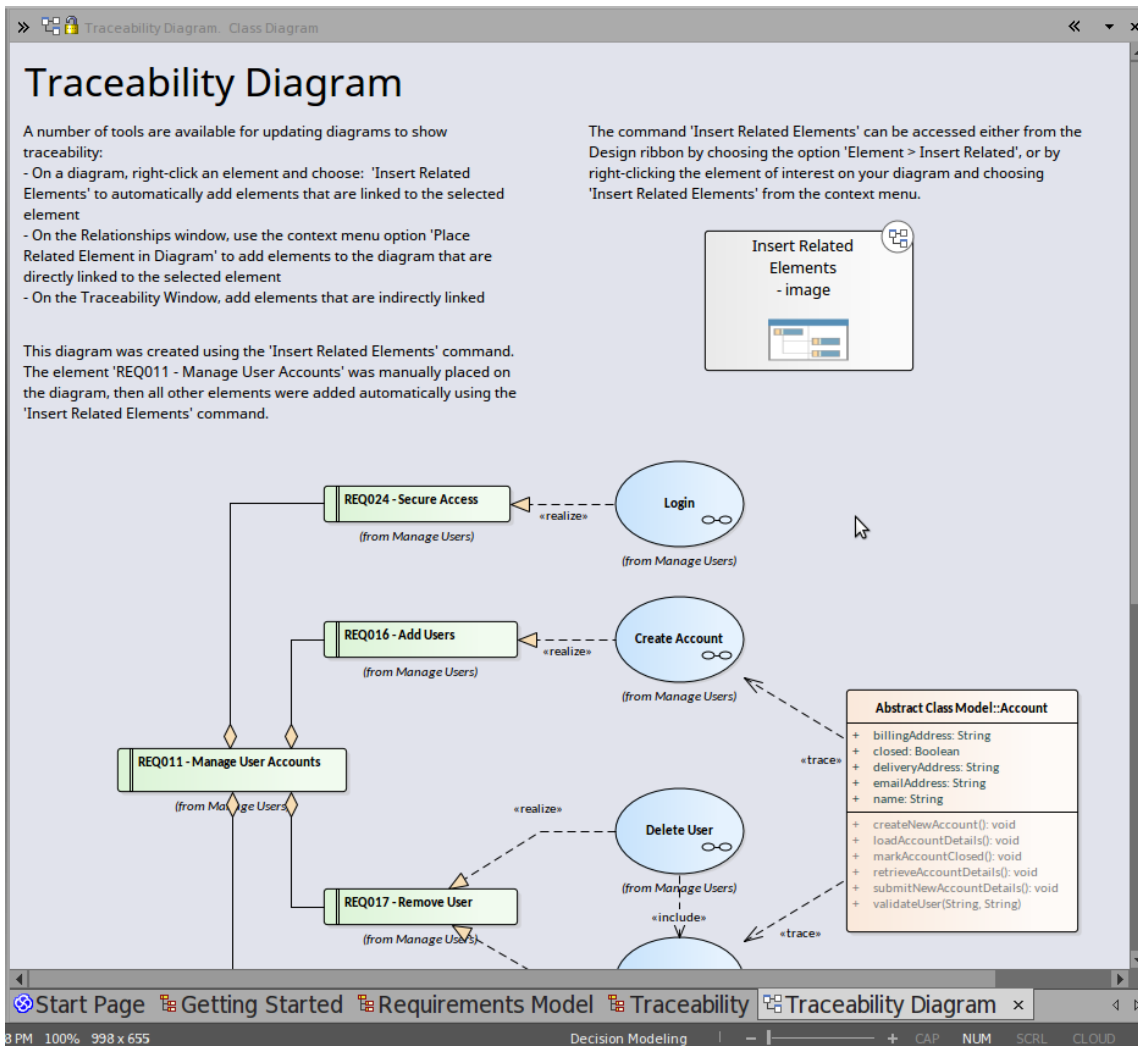 Traceability Diagram. Class Diagram
Traceability Diagram
A number of tools are available for updating diagrams to show
traceability:
- On a diagram, right-click an element and choose: 'Insert Related
Elements' to automatically add elements that are linked to the selected
element
- On the Relationships window, use the context menu option 'Place
Related Element in Diagram' to add elements to the diagram that are
directly linked to the selected element
- On the Traceability Window, add elements that are indirectly linked
This diagram was created using the 'Insert Related Elements' command.
The element 'REQ011 - Manage User Accounts' was manually placed on
the diagram, then all other elements were added automatically using the
'Insert Related Elements' command.
The command 'Insert Related Elements' can be accessed either from the
Design ribbon by choosing the option 'Element > Insert Related', or by
right-clicking the element of interest on your diagram and choosing
'Insert Related Elements' from the context menu.
Insert Related
Elements
- image
REQ024 - Secure Access
(from Manage Users)
«realize»
Login
(from Manage Users)
REQ016 - Add Users
(from Manage Users)
«realize»
Create Account
(from Manage Users)
REQ011 - Manage User Accounts
(from Manage Users)
«trace»
Abstract Class Model::Account
+ billingAddress: String
+ closed: Boolean
+ deliveryAddress: String
+ emailAddress: String
+ name: String
+ createNewAccount(): void
+ loadAccountDetails(): void
+ markAccountClosed(): void
+ retrieveAccountDetails(): void
+ submitNewAccountDetails(): void
+ validateUser(String, String)
«realize»
Delete User
(from Manage Users)
REQ017 - Remove User
(from Manage Users)
«include»
«trace»
Start Page Getting Started Requirements Model Traceability Traceability Diagram
8 PM 100% 998 x 655 Decision Modeling CAP NUM SCRL CLOUD